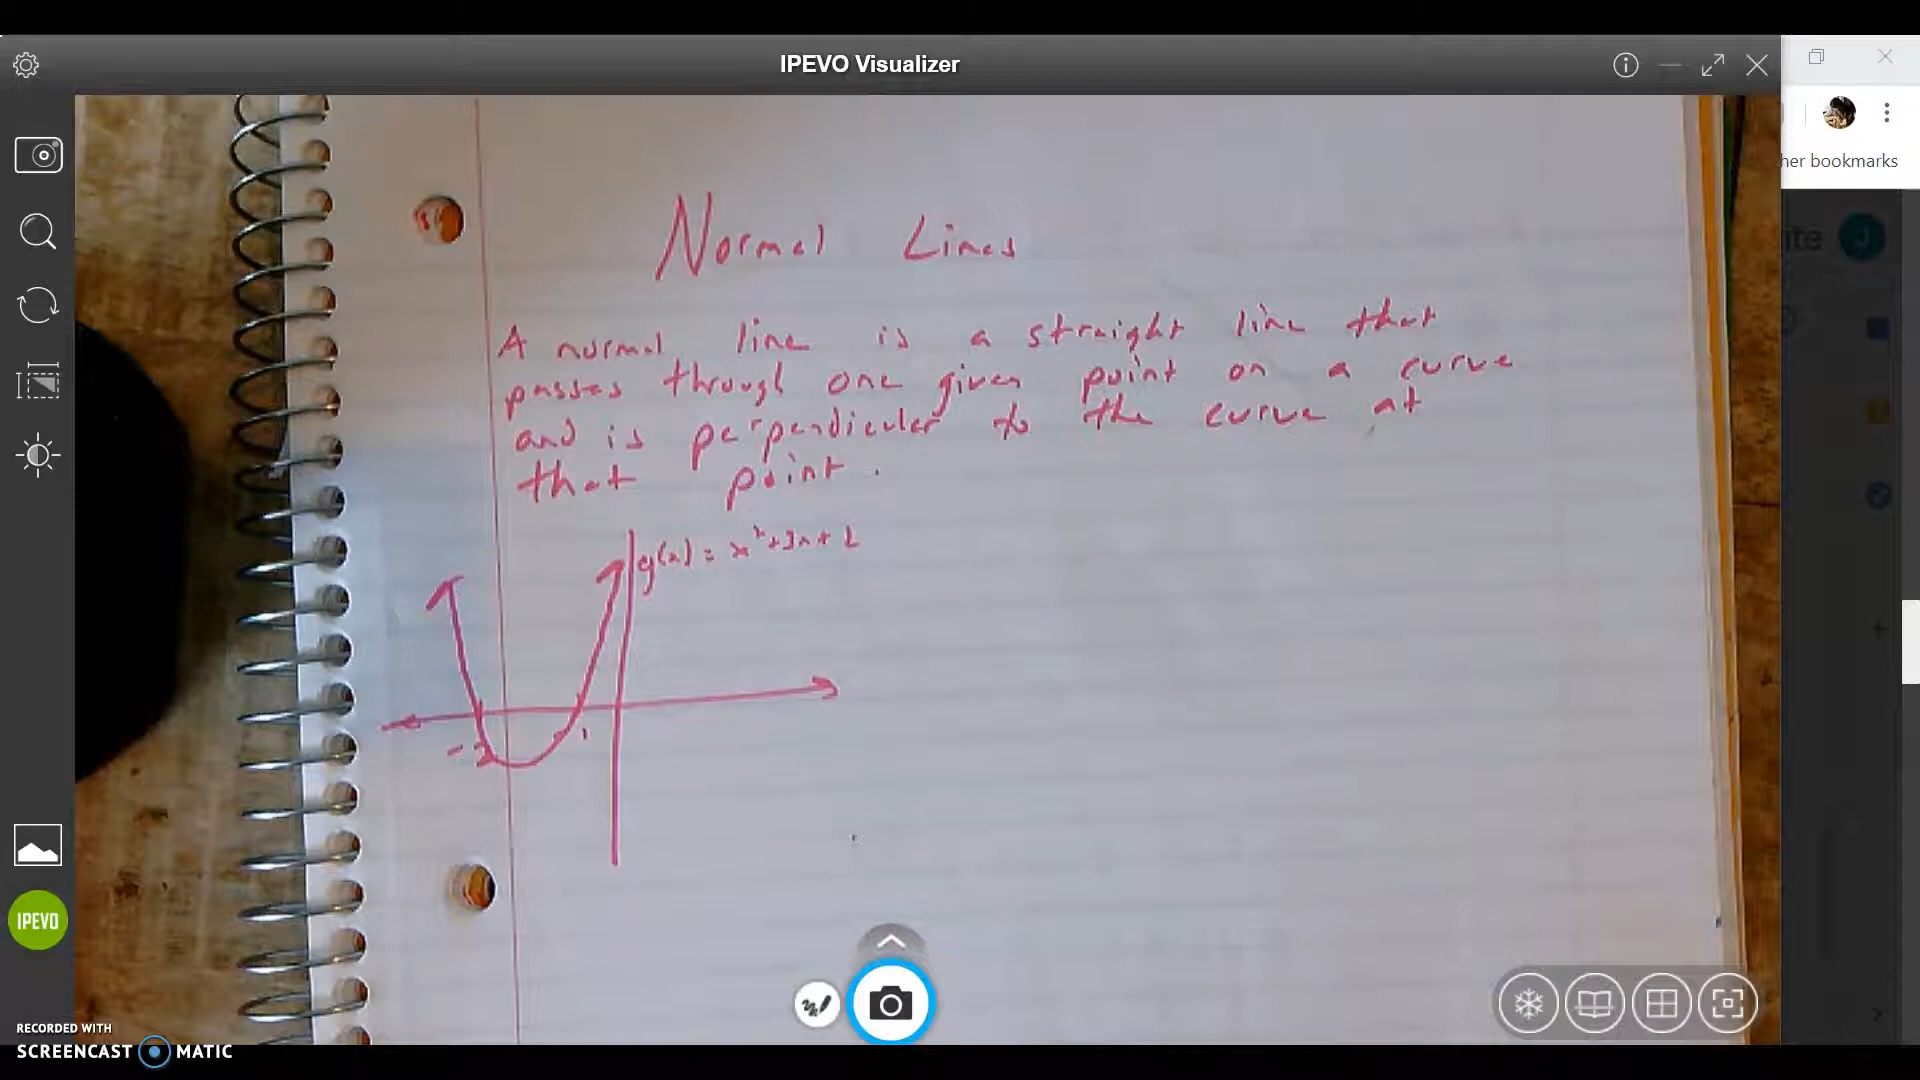 IPEVO Visualizer
her bookmarks
ite
J
Normal Lines
A normal line is a straight line that
passes through one given point on a curve
and is perpendicular to the curve at
that point.
g(x) = x²+3x+2
-2
-1
IPEVO
RECORDED WITH
SCREENCAST MATIC